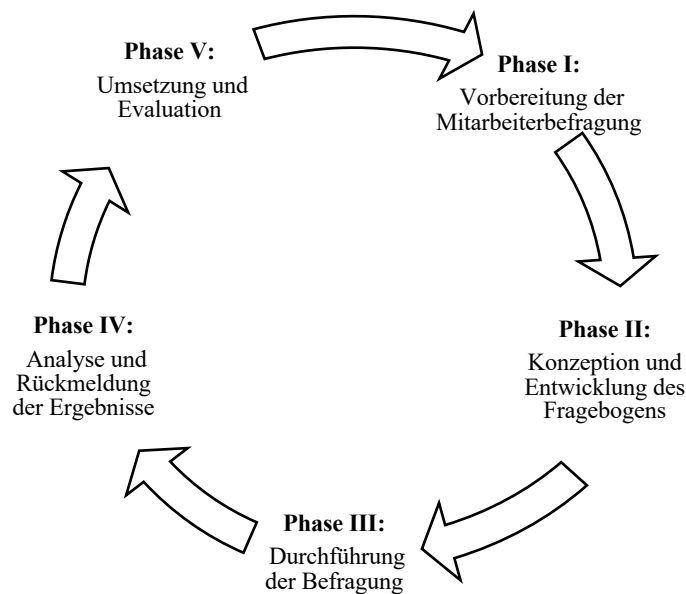 Phase V:
Umsetzung und
Evaluation
Phase I:
Vorbereitung der
Mitarbeiterbefragung
Phase II:
Konzeption und
Entwicklung des
Fragebogens
Phase III:
Durchführung
der Befragung
Phase IV:
Analyse und
Rückmeldung
der Ergebnisse